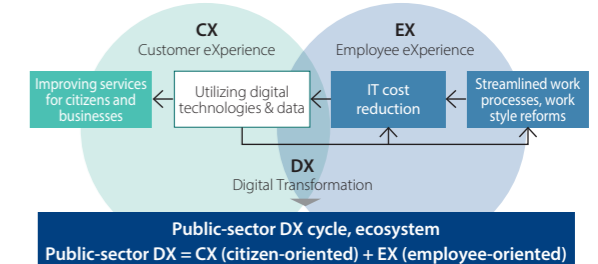 CX
Customer eXperience
EX
Employee eXperience
Improving services
for citizens and
businesses
Utilizing digital
technologies & data
IT cost
reduction
Streamlined work
processes, work
style reforms
DX
Digital Transformation
Public-sector DX cycle, ecosystem
Public-sector DX = CX (citizen-oriented) + EX (employee-oriented)